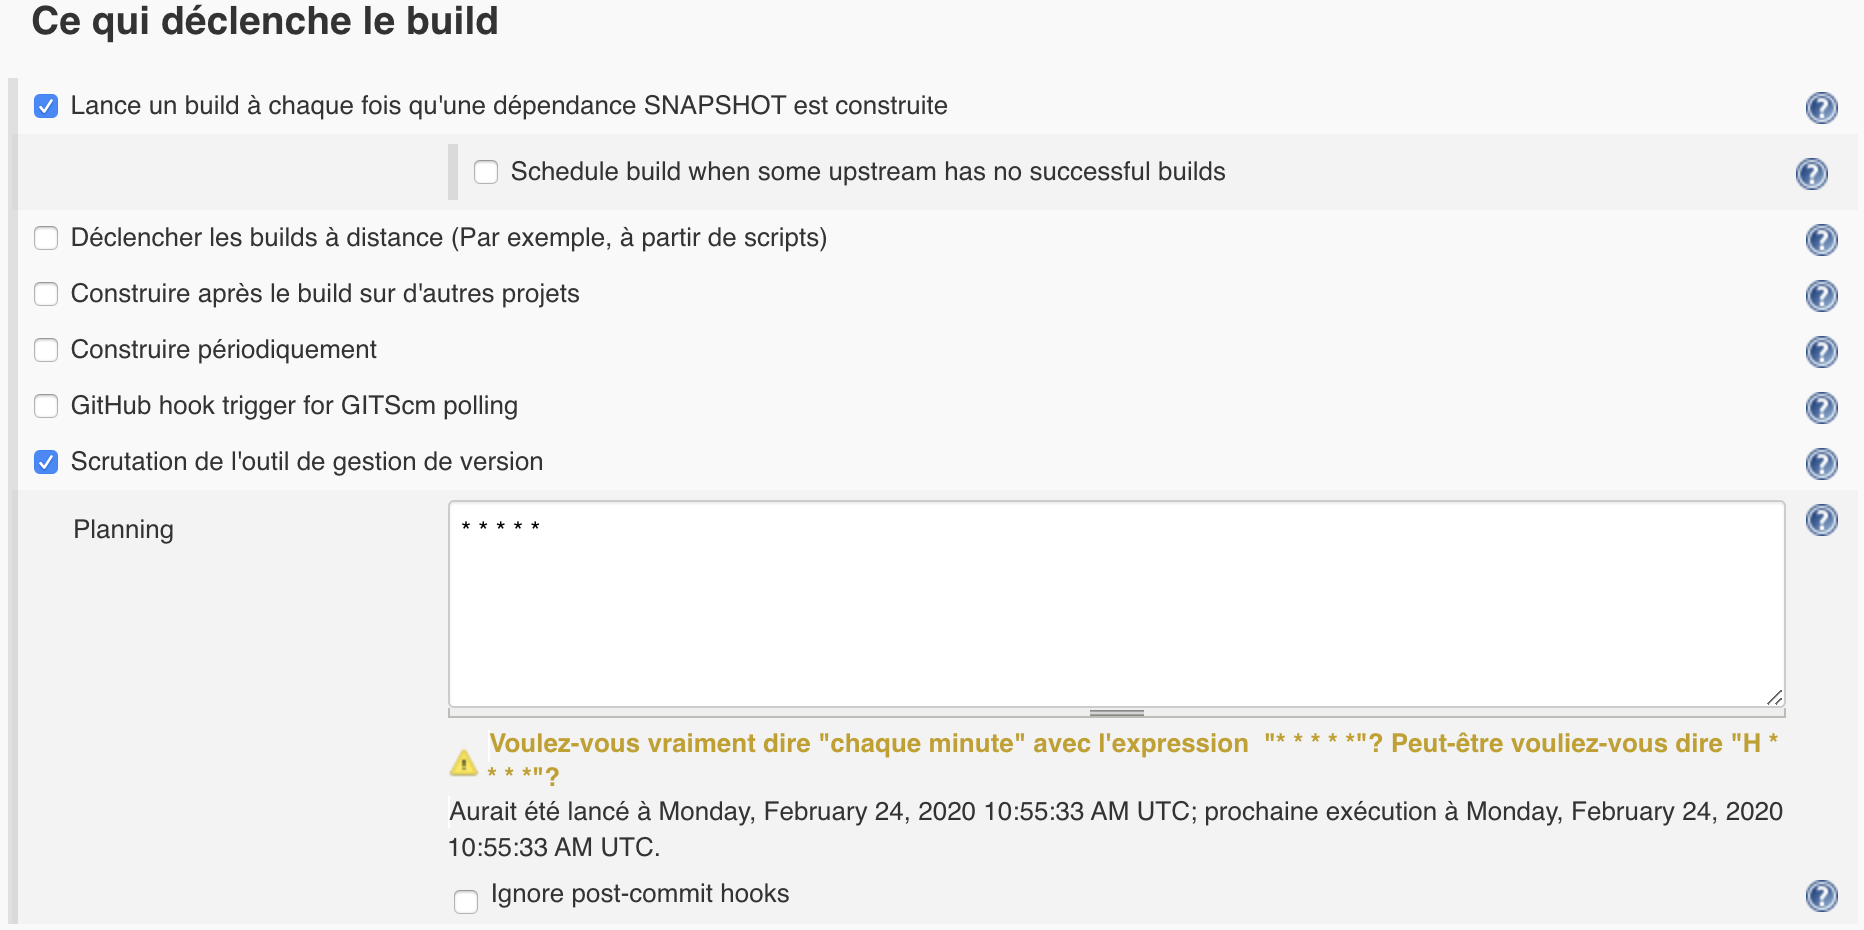 Ce qui déclenche le build
Lance un build à chaque fois qu'une dépendance SNAPSHOT est construite
Schedule build when some upstream has no successful builds
Déclencher les builds à distance (Par exemple, à partir de scripts)
Construire après le build sur d'autres projets
Construire périodiquement
GitHub hook trigger for GITScm polling
Scrutation de l'outil de gestion de version
Planning
* * * * *
Voulez-vous vraiment dire "chaque minute" avec l'expression "* * * * *"? Peut-être vouliez-vous dire "H *
* * *"?
Aurait été lancé à Monday, February 24, 2020 10:55:33 AM UTC; prochaine exécution à Monday, February 24, 2020
10:55:33 AM UTC.
Ignore post-commit hooks